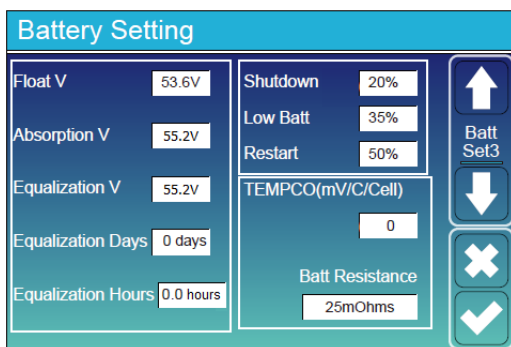 Battery Setting
Float V 53.6V
Absorption V 55.2V
Equalization V 55.2V
Equalization Days 0 days
Equalization Hours 0.0 hours
Shutdown 20%
Low Batt 35%
Restart 50%
TEMPCO(mV/C/Cell)
0
Batt Resistance
25mOhms
Batt
Set3